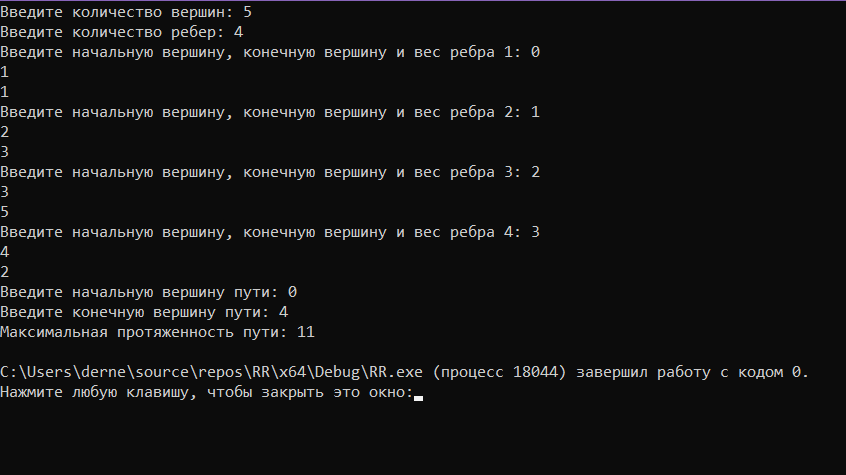 Введите количество вершин: 5
Введите количество ребер: 4
Введите начальную вершину, конечную вершину и вес ребра 1: 0
1
1
Введите начальную вершину, конечную вершину и вес ребра 2: 1
2
3
Введите начальную вершину, конечную вершину и вес ребра 3: 2
3
5
Введите начальную вершину, конечную вершину и вес ребра 4: 3
4
2
Введите начальную вершину пути: 0
Введите конечную вершину пути: 4
Максимальная протяженность пути: 11
C:\Users\derne\source\repos\RR\x64\Debug\RR.exe (процесс 18044) завершил работу с кодом 0.
Нажмите любую клавишу, чтобы закрыть это окно: